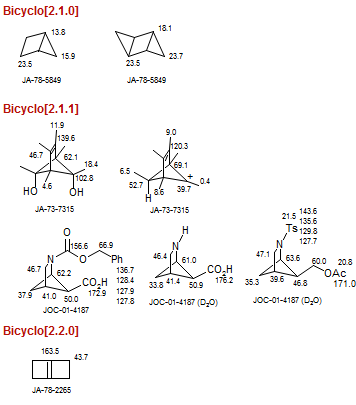 Bicyclo[2.1.0]
13.8
15.9
23.5
JA-78-5849
18.1
23.7
23.5
JA-78-5849
Bicyclo[2.1.1]
11.9
139.6
46.7
62.1
18.4
102.8
4.6
HO
OH
JA-73-7315
9.0
120.3
69.1
6.5
52.7
+
0.4
39.7
H
8.6
JA-73-7315
O
156.6
66.9
N
O
Ph
46.7
62.2
CO2H
172.9
37.9
41.0
50.0
136.7
128.4
127.9
127.8
JOC-01-4187
H
N
46.4
61.0
CO2H
176.2
33.8
41.4
50.9
JOC-01-4187 (D2O)
143.6
135.6
129.8
127.7
21.5
Ts
N
47.1
63.6
60.0
20.8
OAc
171.0
35.3
39.6
46.8
JOC-01-4187 (D2O)
Bicyclo[2.2.0]
163.5
43.7
JA-78-2265